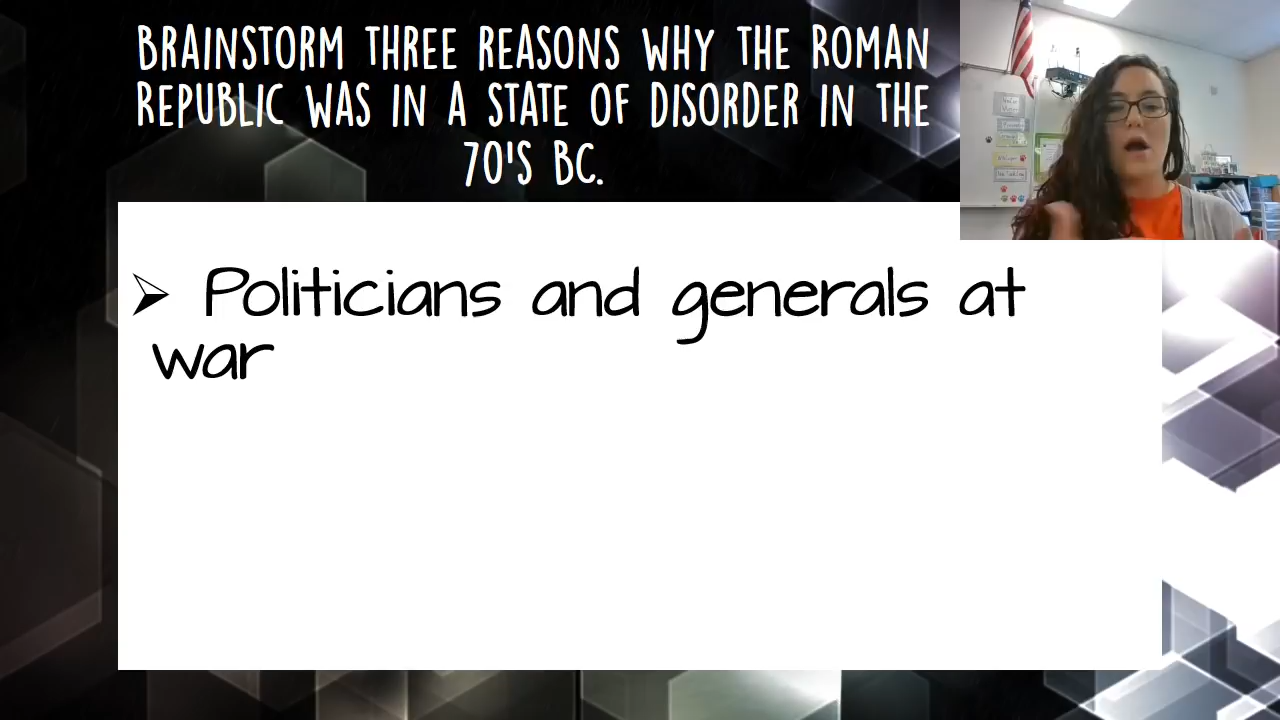 BRAINSTORM THREE REASONS WHY THE ROMAN
REPUBLIC WAS IN A STATE OF DISORDER IN THE
70'S BC.
➢ Politicians and generals at
war